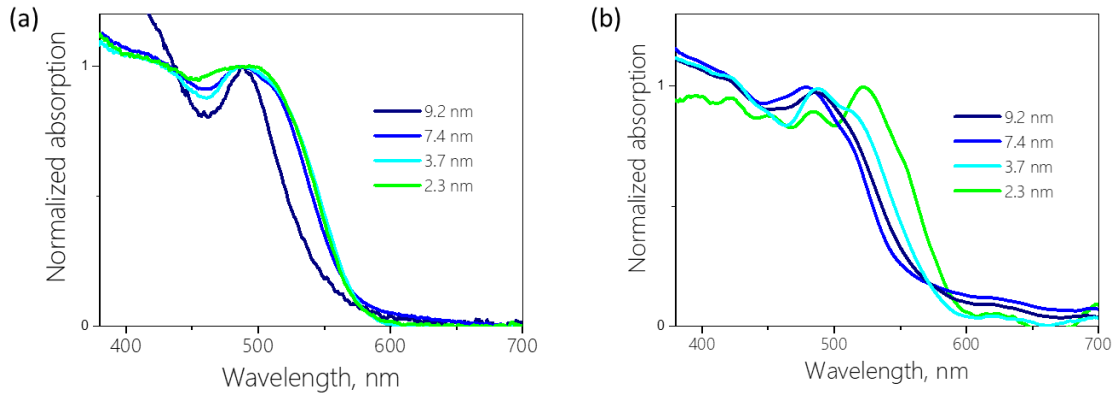 (a)
Normalized absorption
1
0
9.2 nm
7.4 nm
3.7 nm
2.3 nm
400 500 600 700
Wavelength, nm
(b)
Normalized absorption
1
0
9.2 nm
7.4 nm
3.7 nm
2.3 nm
400 500 600 700
Wavelength, nm